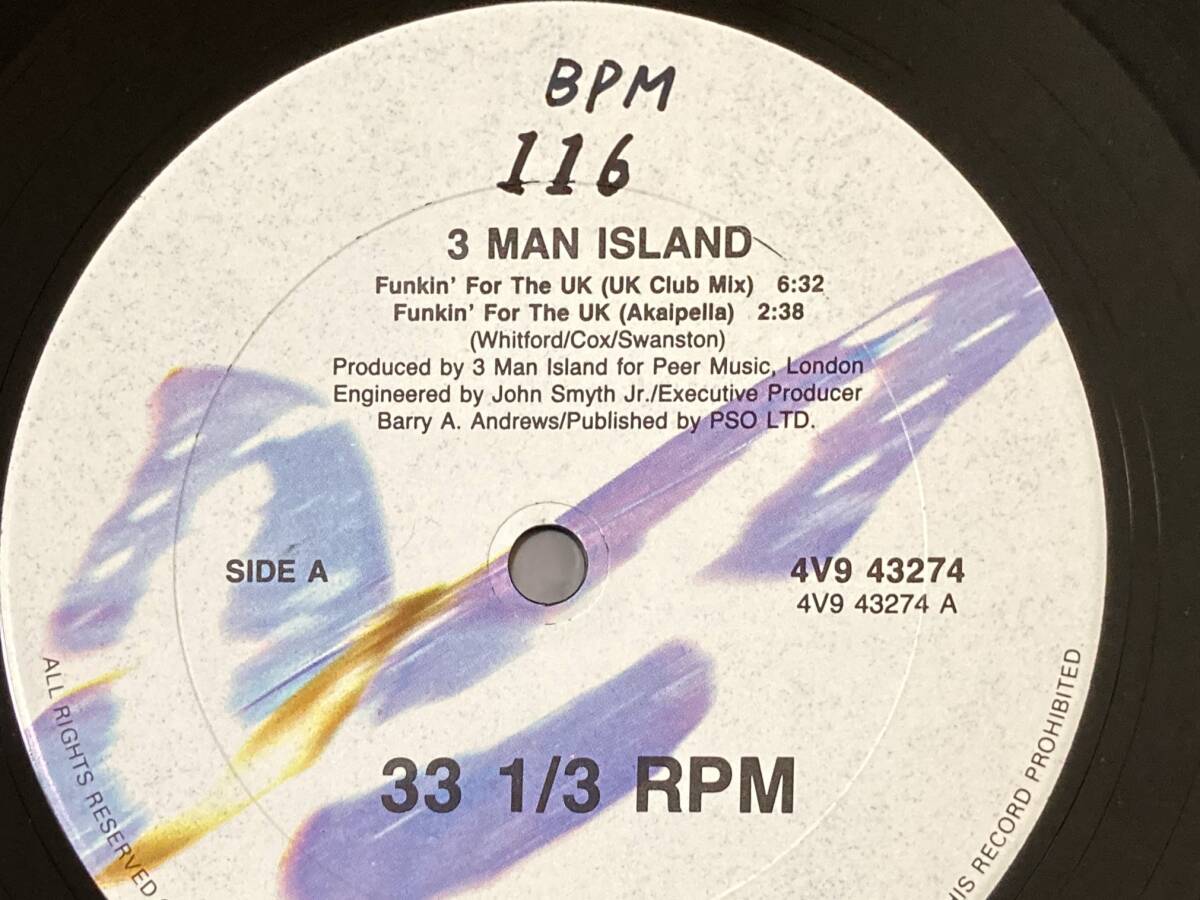 BPM
116
3 MAN ISLAND
Funkin' For The UK (UK Club Mix) 6:32
Funkin' For The UK (Akaipella) 2:38
(Whitford/Cox/Swanston)
Produced by 3 Man Island for Peer Music, London
Engineered by John Smyth Jr./Executive Producer
Barry A. Andrews/Published by PSO LTD.
SIDE A
4V9 43274
4V9 43274 A
33 1/3 RPM
ALL RIGHTS RESERVED
RECORD PROHIBITED